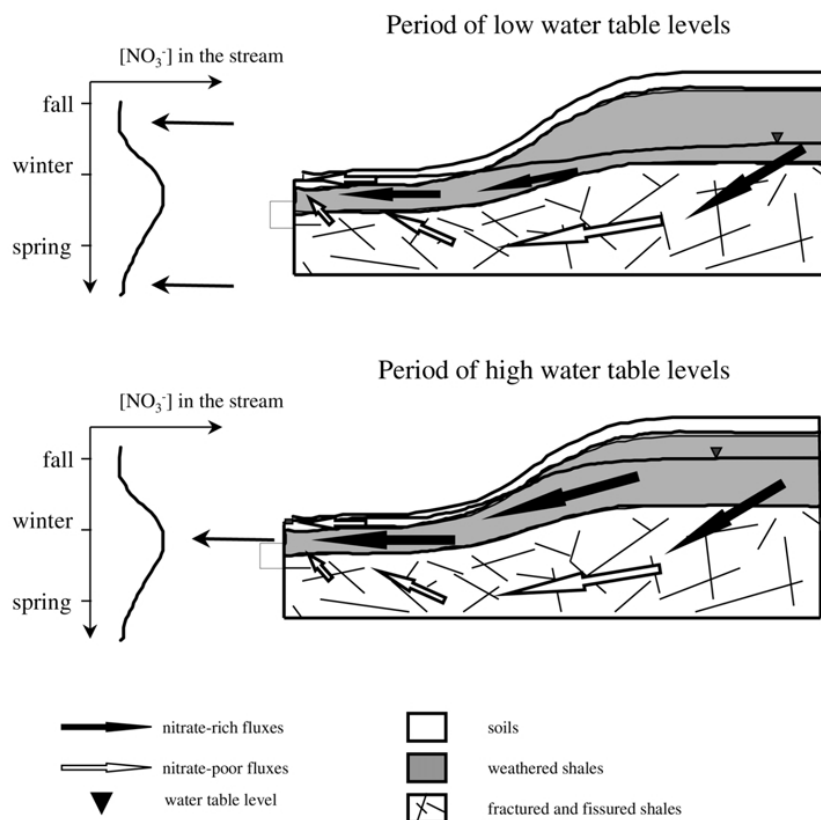 Period of low water table levels
[NO₃⁻] in the stream
fall
winter
spring
Period of high water table levels
[NO₃⁻] in the stream
fall
winter
spring
nitrate-rich fluxes
soils
nitrate-poor fluxes
weathered shales
water table level
fractured and fissured shales